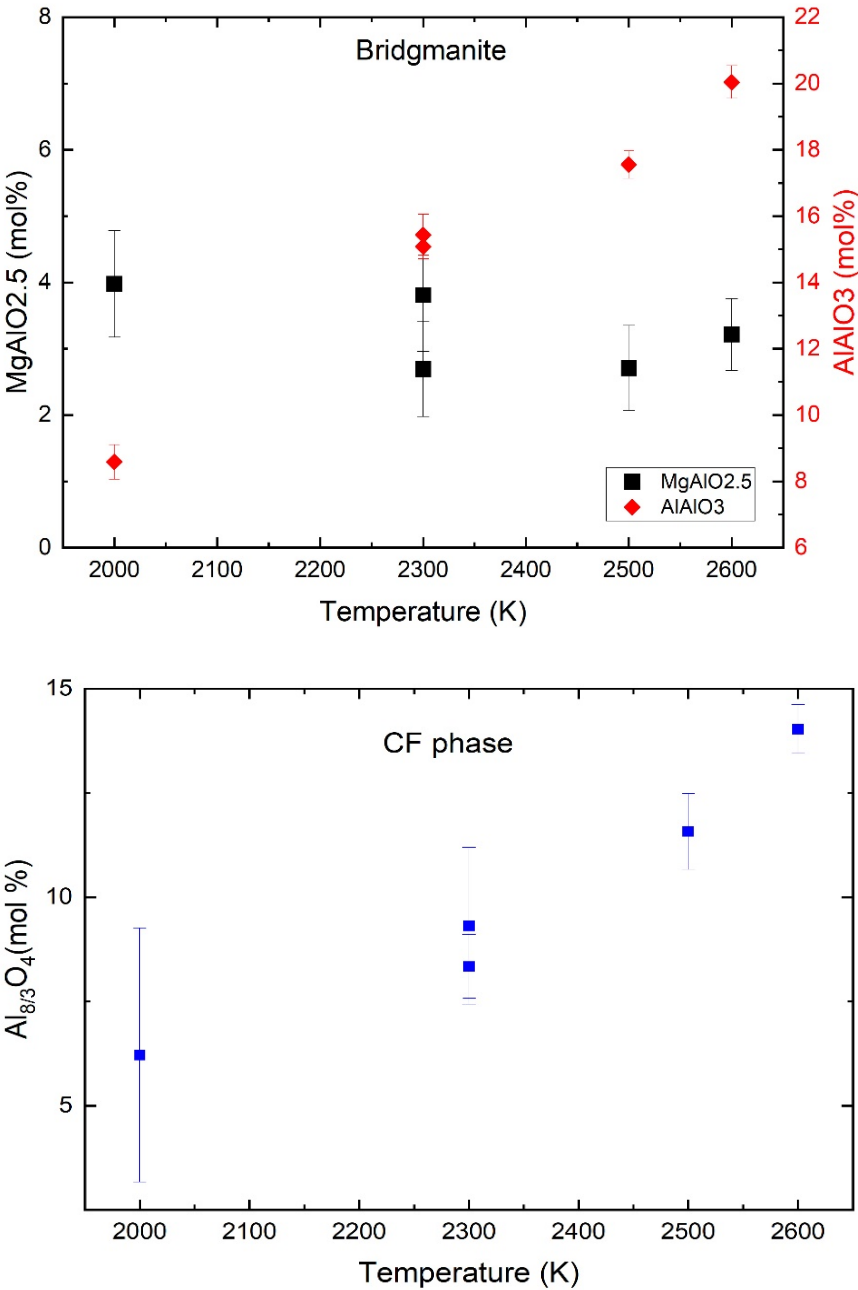 Bridgmanite
MgAlO2.5 (mol%)
8
6
4
2
0
AlAlO3 (mol%)
22
20
18
16
14
12
10
8
6
MgAlO2.5
AlAlO3
2000 2100 2200 2300 2400 2500 2600
Temperature (K)
CF phase
Al8/3O4(mol %)
15
10
5
2000 2100 2200 2300 2400 2500 2600
Temperature (K)